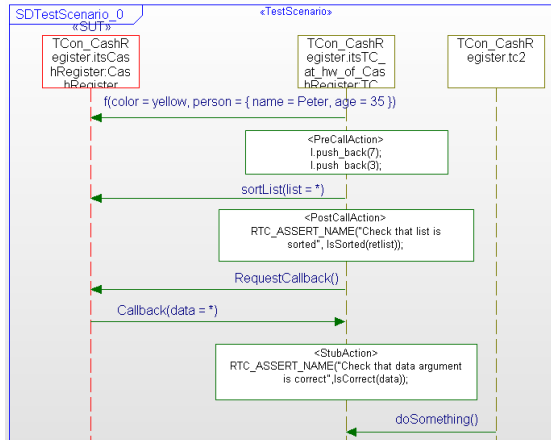 SDTestScenario_0
«TestScenario»
«SUT»
TCon_CashR
egister.itsCas
hRegister:Cas
hRegister
TCon_CashR
egister.itsTC_
at_hw_of_Cas
hRegister:TC
TCon_CashR
egister.tc2
f(color = yellow, person = { name = Peter, age = 35 })
<PreCallAction>
l.push_back(7);
l.push_back(3);
sortList(list = *)
<PostCallAction>
RTC_ASSERT_NAME("Check that list is
sorted", IsSorted(retlist));
RequestCallback()
Callback(data = *)
<StubAction>
RTC_ASSERT_NAME("Check that data argument
is correct",IsCorrect(data));
doSomething()